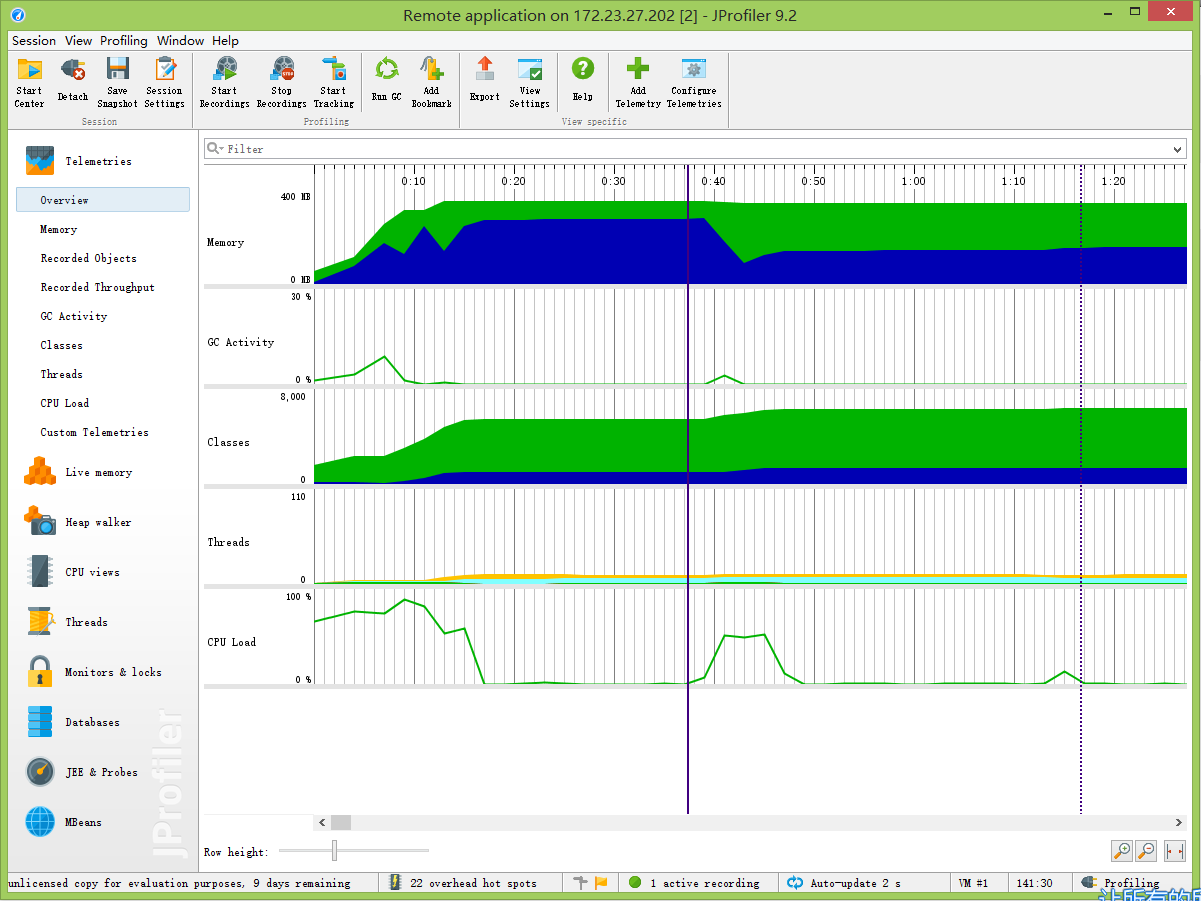 Remote application on 172.23.27.202 [2] - JProfiler 9.2
Session View Profiling Window Help
Start Center
Detach
Save Snapshot
Session Settings
Start Recordings
Stop Recordings
Start Tracking
Run GC
Add Bookmark
Export
View Settings
Help
Add Telemetry
Configure Telemetries
Session
Profiling
View specific
Telemetries
Overview
Memory
Recorded Objects
Recorded Throughput
GC Activity
Classes
Threads
CPU Load
Custom Telemetries
Live memory
Heap walker
CPU views
Threads
Monitors & locks
Databases
JEE & Probes
MBeans
JProfiler
Filter
0:10 0:20 0:30 0:40 0:50 1:00 1:10 1:20
400 MB
Memory
0 MB
30 %
GC Activity
0 %
8,000
Classes
0
110
Threads
0
100 %
CPU Load
0 %
Row height:
unlicensed copy for evaluation purposes, 9 days remaining
22 overhead hot spots
1 active recording
Auto-update 2 s
VM #1
141:30
Profiling